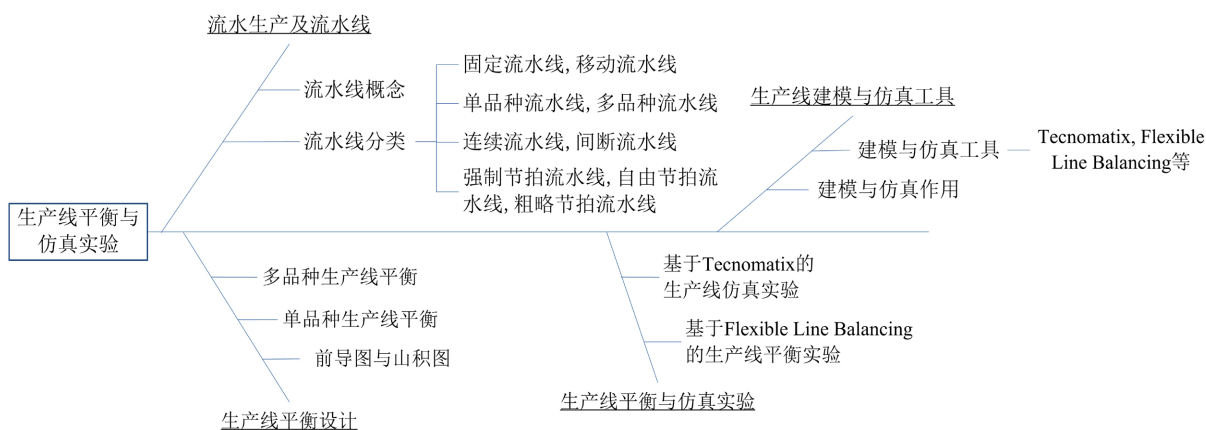 流水生产及流水线
流水线概念
流水线分类
固定流水线, 移动流水线
单品种流水线, 多品种流水线
连续流水线, 间断流水线
强制节拍流水线, 自由节拍流
水线, 粗略节拍流水线
生产线建模与仿真工具
建模与仿真工具
Tecnomatix, Flexible
Line Balancing等
建模与仿真作用
生产线平衡与
仿真实验
多品种生产线平衡
单品种生产线平衡
前导图与山积图
生产线平衡设计
基于Tecnomatix的
生产线仿真实验
基于Flexible Line Balancing
的生产线平衡实验
生产线平衡与仿真实验